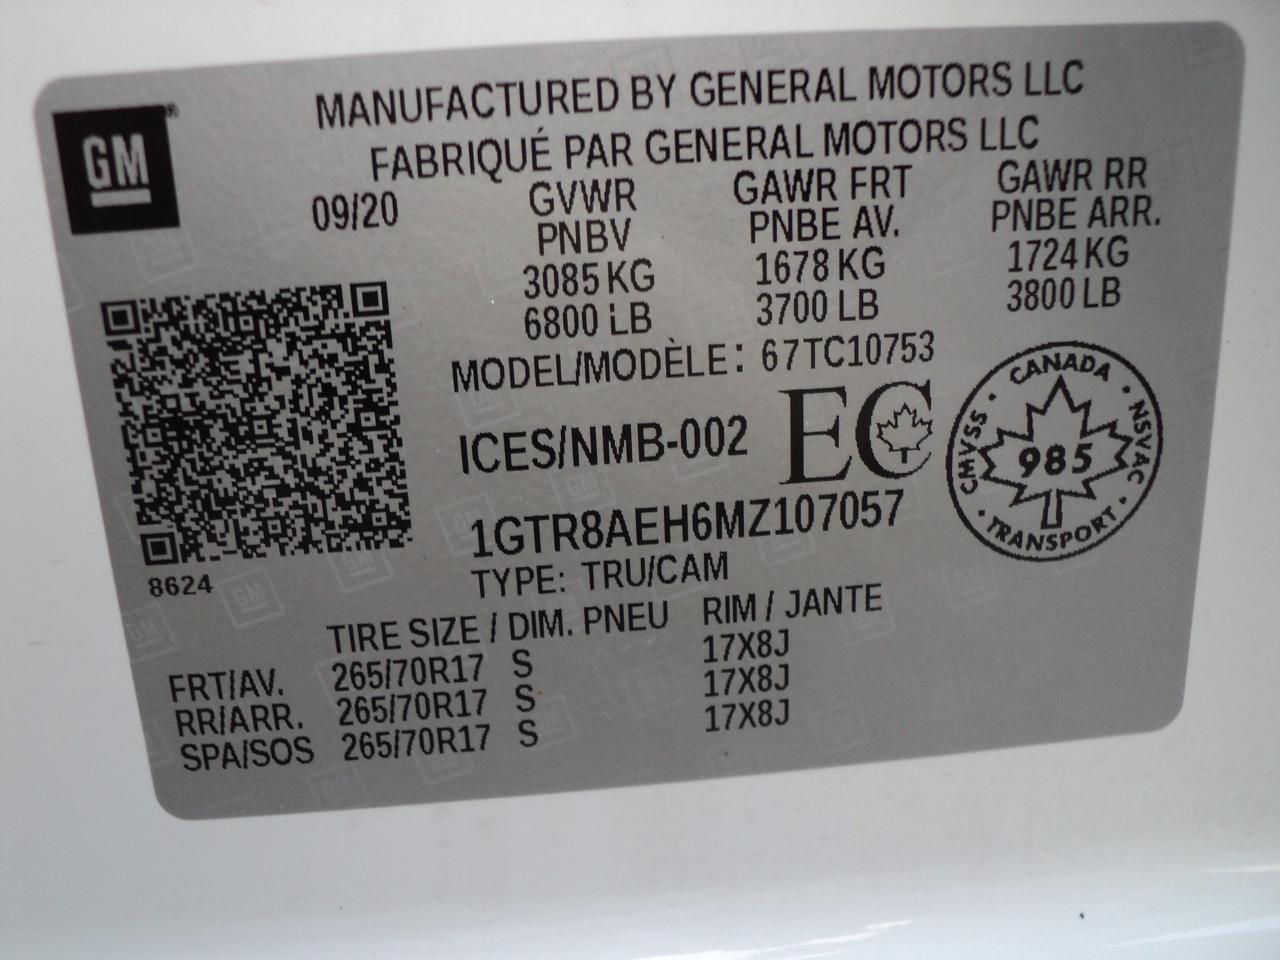 GM®
MANUFACTURED BY GENERAL MOTORS LLC
FABRIQUÉ PAR GENERAL MOTORS LLC
09/20
GVWR
PNBV
3085 KG
6800 LB
GAWR FRT
PNBE AV.
1678 KG
3700 LB
GAWR RR
PNBE ARR.
1724 KG
3800 LB
MODEL/MODÈLE: 67TC10753
ICES/NMB-002 EC
CANADA · NSVAC · TRANSPORT · CMVSS ·
985
1GTR8AEH6MZ107057
TYPE: TRU/CAM
8624
TIRE SIZE / DIM. PNEU RIM / JANTE
FRT/AV. 265/70R17 S 17X8J
RR/ARR. 265/70R17 S 17X8J
SPA/SOS 265/70R17 S 17X8J